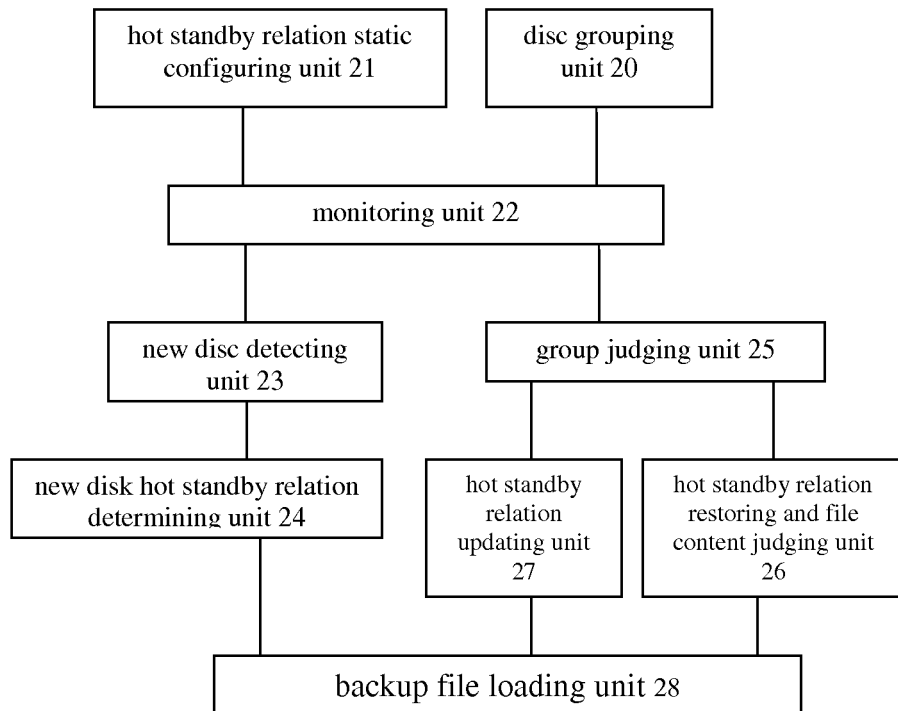 hot standby relation static
configuring unit 21
disc grouping
unit 20
monitoring unit 22
new disc detecting
unit 23
group judging unit 25
new disk hot standby relation
determining unit 24
hot standby
relation
updating unit
27
hot standby relation
restoring and file
content judging unit
26
backup file loading unit 28